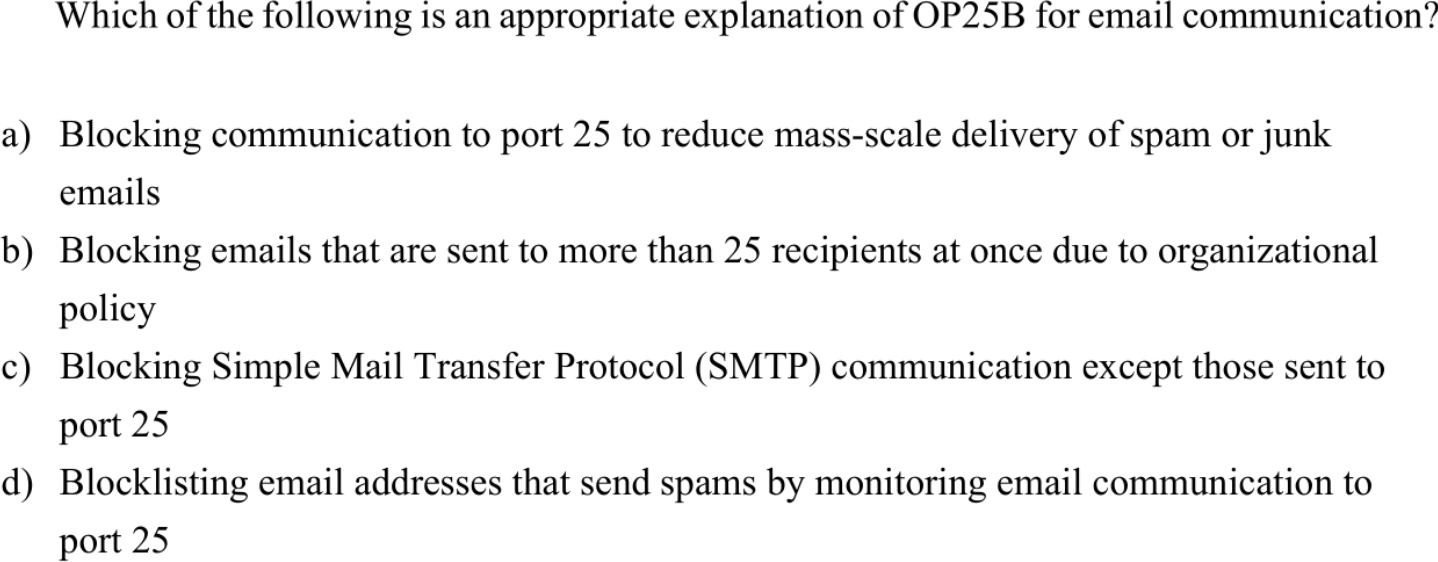 Which of the following is an appropriate explanation of OP25B for email communication?
a) Blocking communication to port 25 to reduce mass-scale delivery of spam or junk
emails
b) Blocking emails that are sent to more than 25 recipients at once due to organizational
policy
c) Blocking Simple Mail Transfer Protocol (SMTP) communication except those sent to
port 25
d) Blocklisting email addresses that send spams by monitoring email communication to
port 25